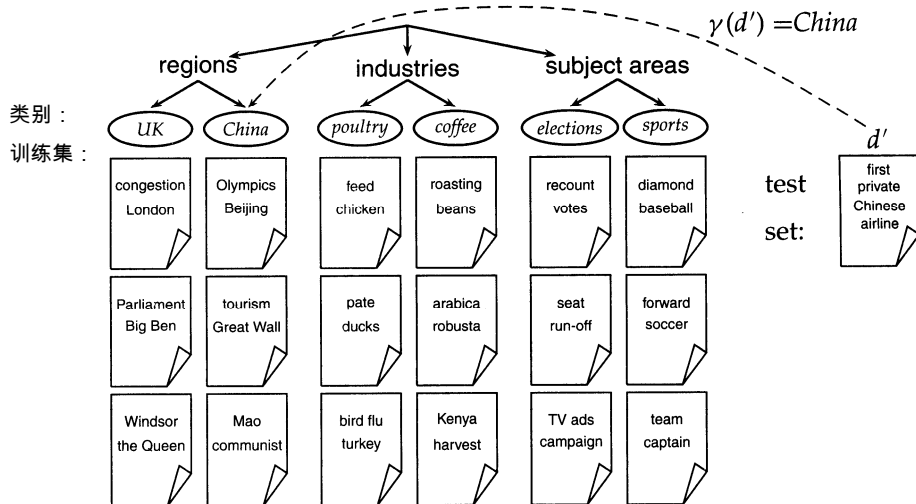 γ(d′) =China
regions
industries
subject areas
类别：
UK
China
poultry
coffee
elections
sports
训练集：
d′
congestion
London
Olympics
Beijing
feed
chicken
roasting
beans
recount
votes
diamond
baseball
test
set:
first
private
Chinese
airline
Parliament
Big Ben
tourism
Great Wall
pate
ducks
arabica
robusta
seat
run-off
forward
soccer
Windsor
the Queen
Mao
communist
bird flu
turkey
Kenya
harvest
TV ads
campaign
team
captain